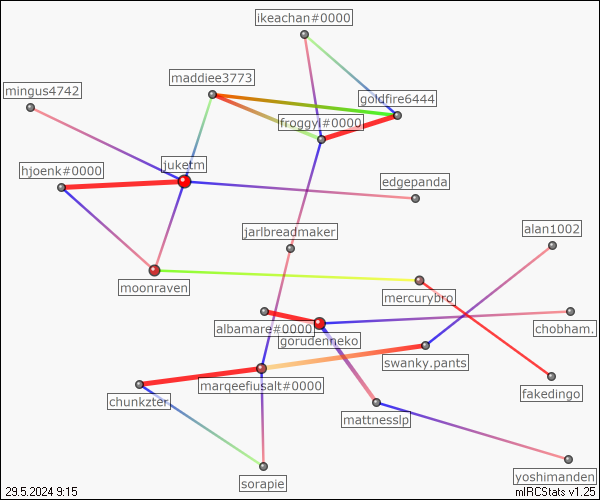 ikeachan#0000
maddiee3773
mingus4742
goldfire6444
froggyl#0000
juketm
hjoenk#0000
edgepanda
jarlbreadmaker
alan1002
moonraven
mercurybro
albamare#0000
chobham.
gorudenneko
swanky.pants
marqeefiusalt#0000
chunkzter
fakedingo
mattnesslp
yoshimanden
sorapie
29.5.2024 9:15
mIRCStats v1.25